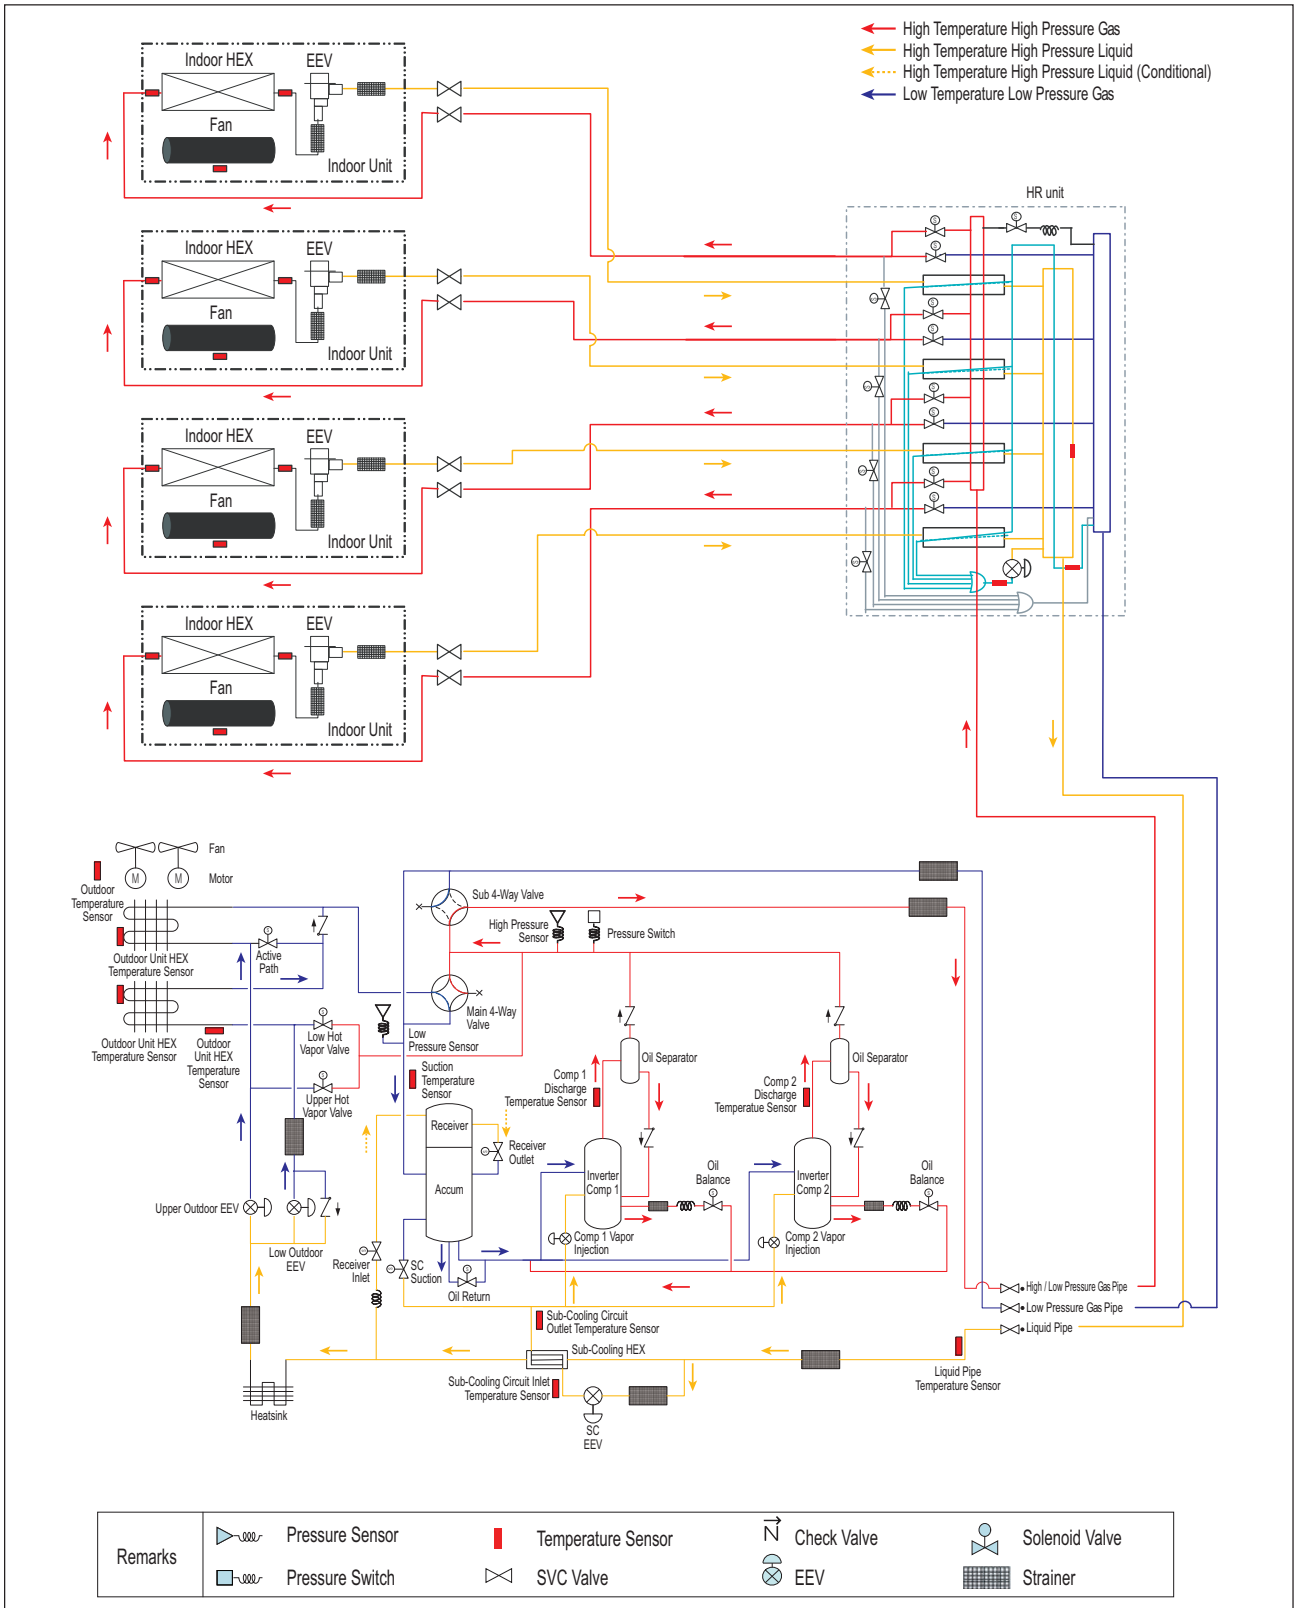 High Temperature High Pressure Gas
High Temperature High Pressure Liquid
High Temperature High Pressure Liquid (Conditional)
Low Temperature Low Pressure Gas
Indoor HEX
EEV
Fan
Indoor Unit
HR unit
Indoor HEX
EEV
Fan
Indoor Unit
Indoor HEX
EEV
Fan
Indoor Unit
Indoor HEX
EEV
Fan
Indoor Unit
S
S
S
S
S
S
S
S
S
S
S
S
S
Fan
M
M
Motor
Outdoor
Temperature
Sensor
Outdoor Unit HEX
Temperature Sensor
S
Active
Path
Outdoor Unit HEX
Temperature Sensor
Outdoor
Unit HEX
Temperature
Sensor
S
Low Hot
Vapor Valve
S
Upper Hot
Vapor Valve
Sub 4-Way Valve
High Pressure
Sensor
Pressure Switch
Main 4-Way
Valve
Low
Pressure Sensor
Suction
Temperature
Sensor
Receiver
Accum
S
Receiver
Outlet
Oil Separator
Comp 1
Discharge
Temperatue Sensor
Inverter
Comp 1
Oil
Balance
S
Comp 1 Vapor
Injection
Oil Separator
Comp 2
Discharge
Temperatue Sensor
Inverter
Comp 2
Oil
Balance
S
Comp 2 Vapor
Injection
Upper Outdoor EEV
Low Outdoor
EEV
S
Receiver
Inlet
S
SC
Suction
S
Oil Return
High / Low Pressure Gas Pipe
Low Pressure Gas Pipe
Liquid Pipe
Sub-Cooling Circuit
Outlet Temperature Sensor
Sub-Cooling HEX
Sub-Cooling Circuit Inlet
Temperature Sensor
SC
EEV
Liquid Pipe
Temperature Sensor
Heatsink
Remarks
Pressure Sensor
Temperature Sensor
Check Valve
Solenoid Valve
Pressure Switch
SVC Valve
EEV
Strainer